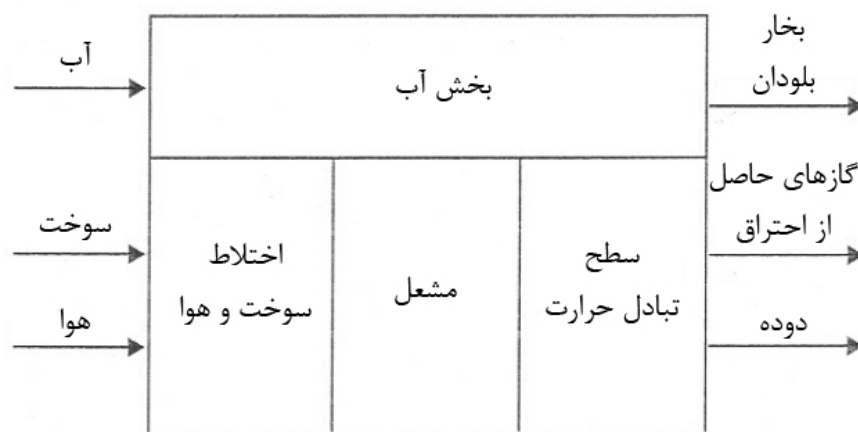 بخار
بلودان
آب
بخش آب
گازهای حاصل
از احتراق
سوخت
اختلاط
سوخت و هوا
مشعل
سطح
تبادل حرارت
هوا
دوده